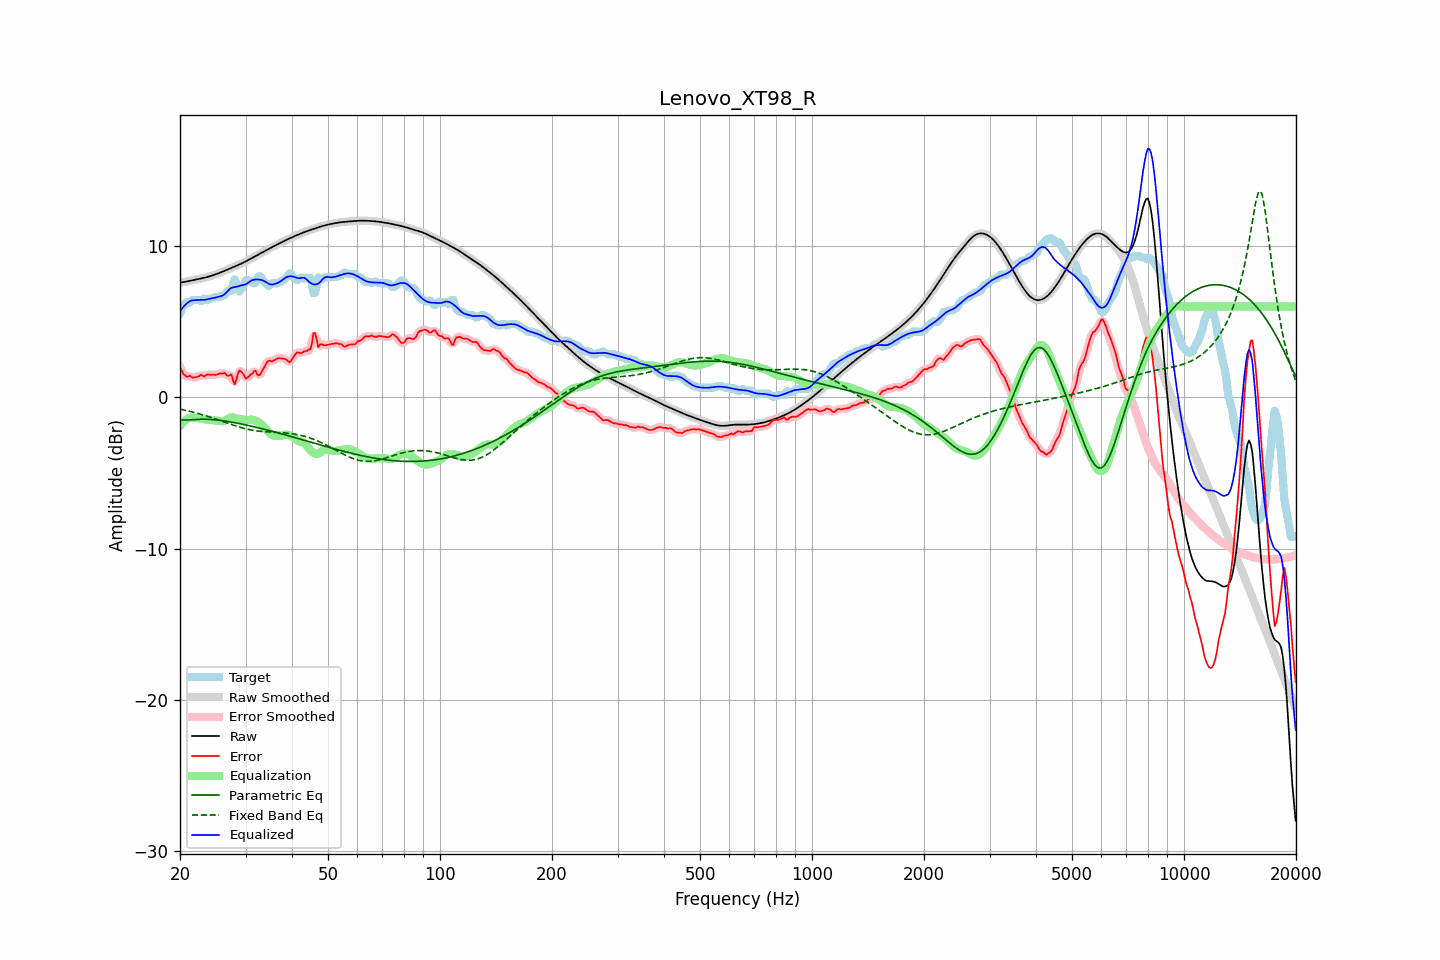 Lenovo_XT98_R
Amplitude (dBr)
10
0
−10
−20
−30
Target
Raw Smoothed
Error Smoothed
Raw
Error
Equalization
Parametric Eq
Fixed Band Eq
Equalized
20 50 100 200 500 1000 2000 5000 10000 20000
Frequency (Hz)